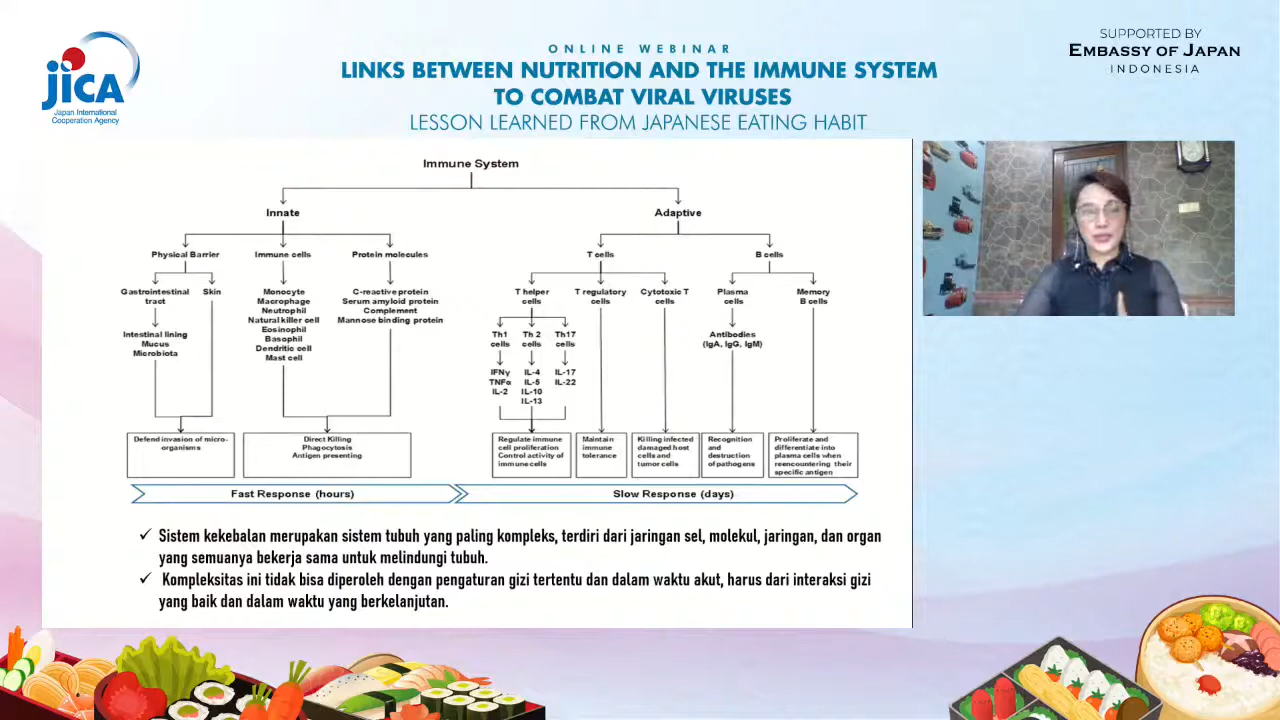 JICA
Japan International
Cooperation Agency
ONLINE WEBINAR
LINKS BETWEEN NUTRITION AND THE IMMUNE SYSTEM
TO COMBAT VIRAL VIRUSES
LESSON LEARNED FROM JAPANESE EATING HABIT
SUPPORTED BY
EMBASSY OF JAPAN
INDONESIA
Immune System
Innate
Adaptive
Physical Barrier
Immune cells
Protein molecules
T cells
B cells
Gastrointestinal
tract
Skin
Monocyte
Macrophage
Neutrophil
Natural killer cell
Eosinophil
Basophil
Dendritic cell
Mast cell
C-reactive protein
Serum amyloid protein
Complement
Mannose binding protein
T helper
cells
T regulatory
cells
Cytotoxic T
cells
Plasma
cells
Memory
B cells
Intestinal lining
Mucus
Microbiota
Th1
cells
Th 2
cells
Th17
cells
Antibodies
(IgA, IgG, IgM)
IFNγ
TNFα
IL-2
IL-4
IL-5
IL-10
IL-13
IL-17
IL-22
Defend invasion of micro-
organisms
Direct Killing
Phagocytosis
Antigen presenting
Regulate immune
cell proliferation
Control activity of
immune cells
Maintain
immune
tolerance
Killing infected
damaged host
cells and
tumor cells
Recognition
and
destruction
of pathogens
Proliferate and
differentiate into
plasma cells when
reencountering their
specific antigen
Fast Response (hours)
Slow Response (days)
✓ Sistem kekebalan merupakan sistem tubuh yang paling kompleks, terdiri dari jaringan sel, molekul, jaringan, dan organ
yang semuanya bekerja sama untuk melindungi tubuh.
✓ Kompleksitas ini tidak bisa diperoleh dengan pengaturan gizi tertentu dan dalam waktu akut, harus dari interaksi gizi
yang baik dan dalam waktu yang berkelanjutan.